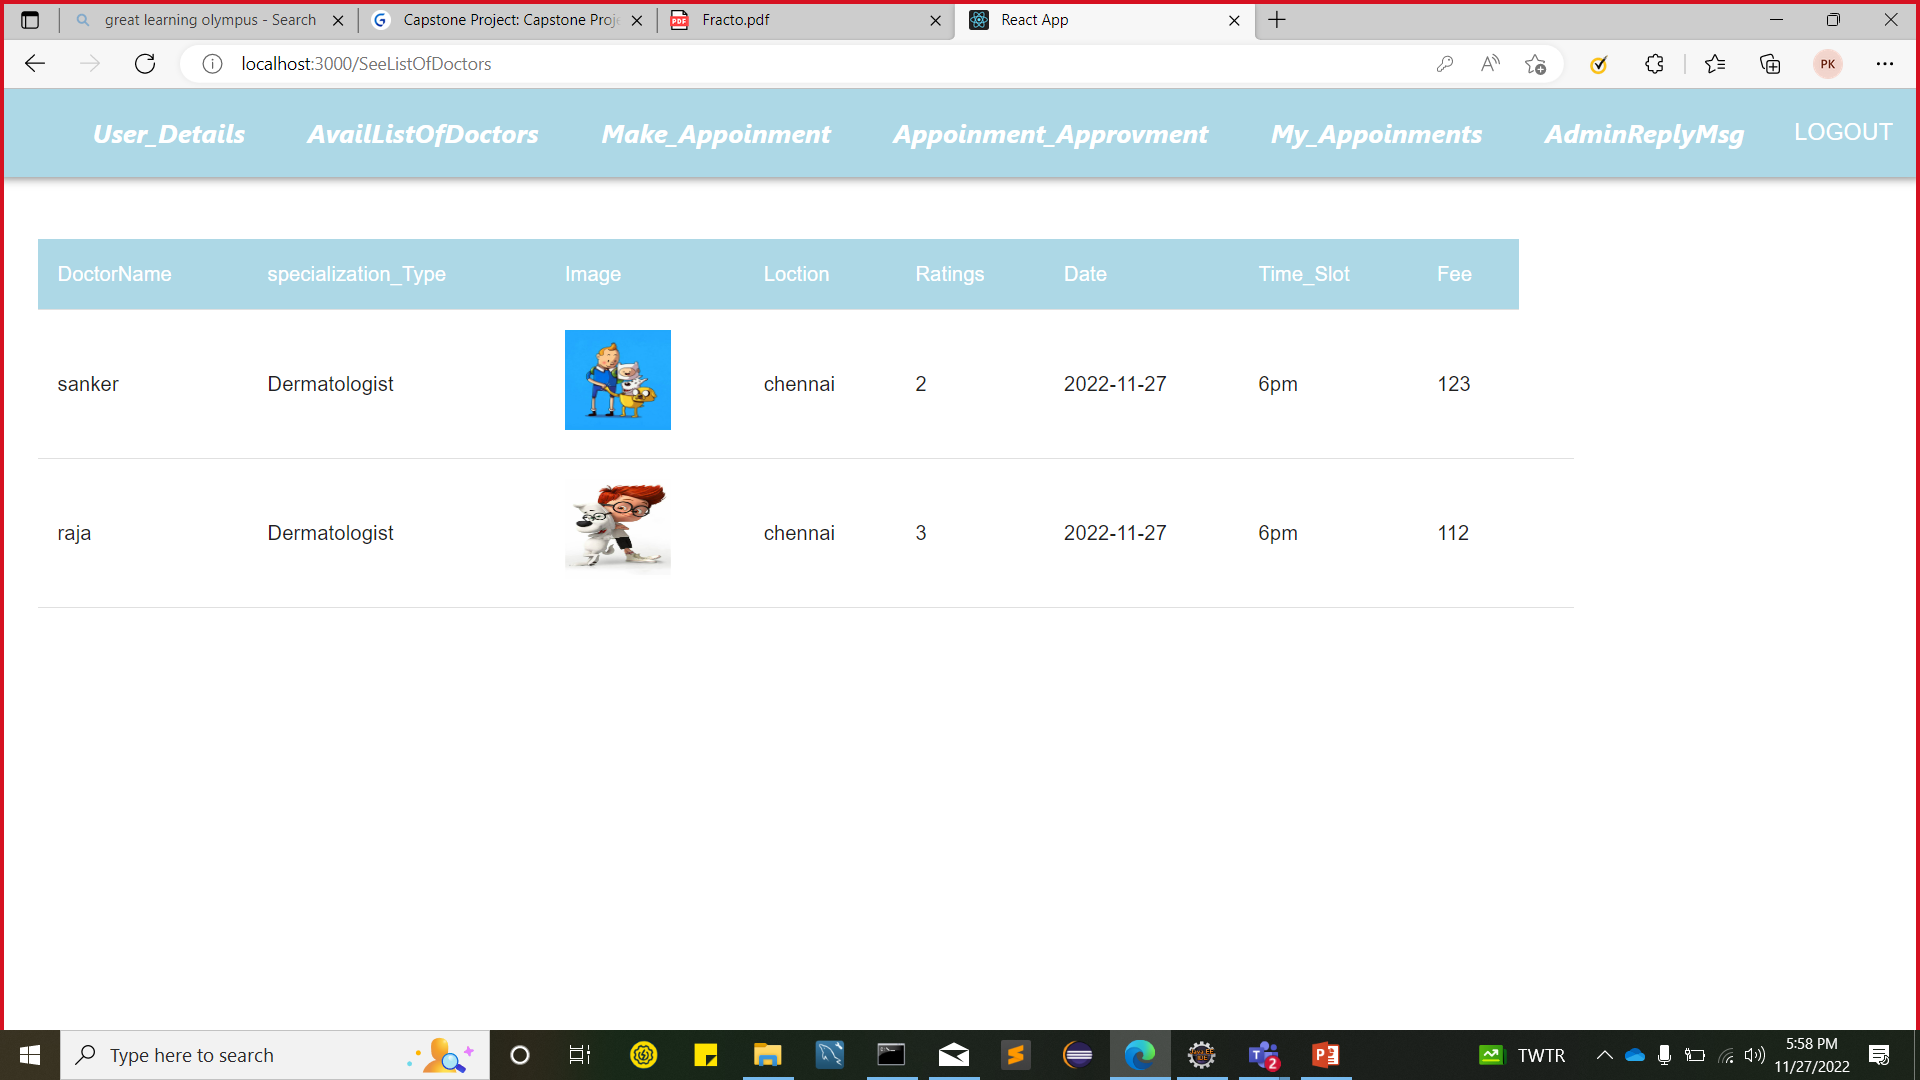 great learning olympus - Search
Capstone Project: Capstone Proje
Fracto.pdf
React App
localhost:3000/SeeListOfDoctors
PK
User_Details AvailListOfDoctors Make_Appoinment Appoinment_Approvment My_Appoinments AdminReplyMsg LOGOUT
DoctorName specialization_Type Image Loction Ratings Date Time_Slot Fee
sanker Dermatologist chennai 2 2022-11-27 6pm 123
raja Dermatologist chennai 3 2022-11-27 6pm 112
Type here to search
2
TWTR
5:58 PM
11/27/2022